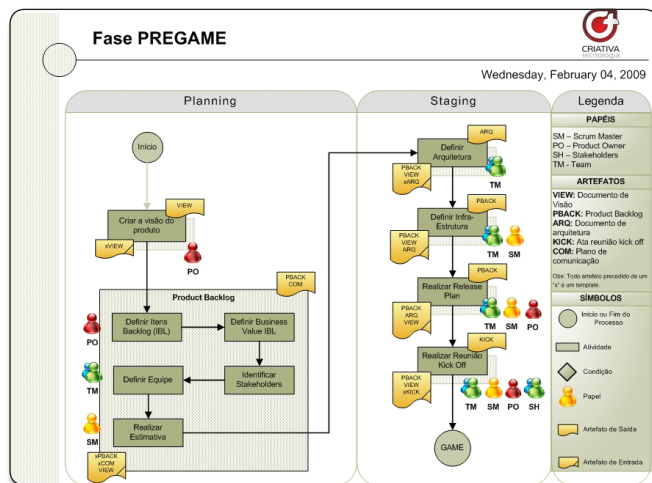 Fase PREGAME
CRIATIVA
tecnologia
Wednesday, February 04, 2009
Planning
Staging
Legenda
Início
VIEW
Criar a visão do
produto
xVIEW
PO
PBACK
COM
Product Backlog
Definir Itens
Backlog (IBL)
Definir Business
Value IBL
PO
Definir Equipe
Identificar
Stakeholders
TM
Realizar
Estimativa
SM
xPBACK
xCOM
VIEW
ARQ
Definir
Arquitetura
PBACK
VIEW
xARQ
TM
PBACK
Definir Infra-
Estrutura
PBACK
VIEW
ARQ
TM
SM
PBACK
Realizar Release
Plan
PBACK
ARQ
VIEW
TM
SM
PO
KICK
Realizar Reunião
Kick Off
PBACK
VIEW
xKICK
TM
SM
PO
SH
GAME
PAPÉIS
SM – Scrum Master
PO – Product Owner
SH – Stakeholders
TM - Team
ARTEFATOS
VIEW: Documento de
Visão
PBACK: Product Backlog
ARQ: Documento de
arquitetura
KICK: Ata reunião kick off
COM: Plano de
comunicação
Obs: Todo artefato precedido de um
"x" é um template.
SÍMBOLOS
Início ou Fim do
Processo
Atividade
Condição
Papel
Artefato de Saída
Artefato de Entrada